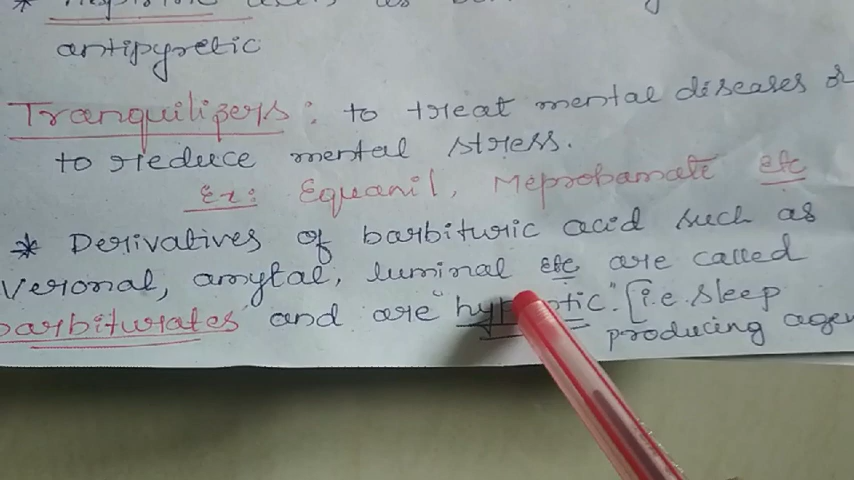 antipyretic
Tranquilizers: to treat mental diseases or
to reduce mental stress.
Ex: Equanil, Meprobamate etc
* Derivatives of barbituric acid such as
Veronal, amytal, luminal etc are called
barbiturates and are "hypnotic". [i.e sleep
producing agen